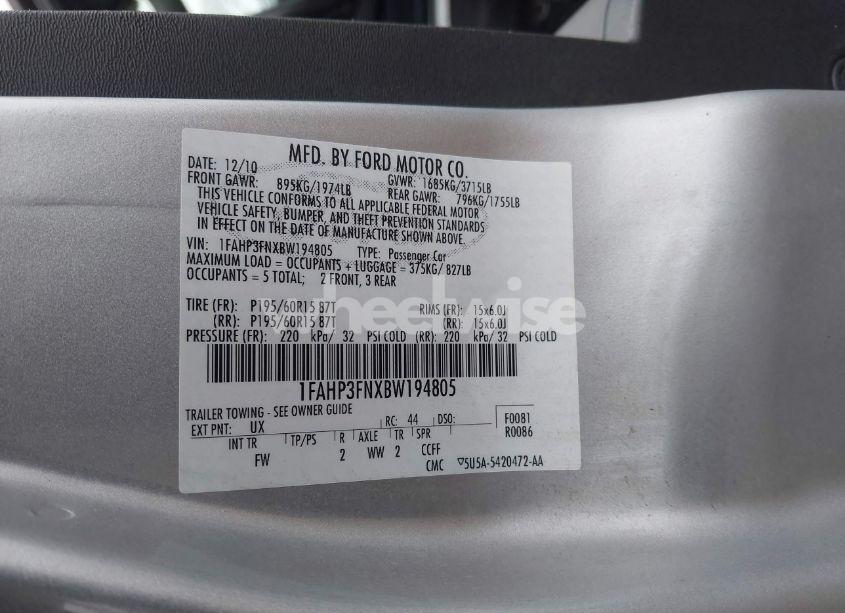 MFD. BY FORD MOTOR CO.
DATE: 12/10 GVWR: 1685KG/3715LB
FRONT GAWR: 895KG/1974LB REAR GAWR: 796KG/1755LB
THIS VEHICLE CONFORMS TO ALL APPLICABLE FEDERAL MOTOR
VEHICLE SAFETY, BUMPER, AND THEFT PREVENTION STANDARDS
IN EFFECT ON THE DATE OF MANUFACTURE SHOWN ABOVE.
VIN: 1FAHP3FNXBW194805 TYPE: Passenger Car
MAXIMUM LOAD = OCCUPANTS + LUGGAGE = 375KG/ 827LB
OCCUPANTS = 5 TOTAL; 2 FRONT, 3 REAR
wheelwise
TIRE (FR): P195/60R15 87T RIMS (FR): 15x6.0J
(RR): P195/60R15 87T (RR): 15x6.0J
PRESSURE (FR): 220 kPa/ 32 PSI COLD (RR): 220 kPa/ 32 PSI COLD
1FAHP3FNXBW194805
TRAILER TOWING - SEE OWNER GUIDE
EXT PNT: UX RC: 44 DSO: F0081
R0086
INT TR TP/PS R AXLE TR SPR
FW 2 WW 2 CCFF
CMC ▽5U5A-5420472-AA